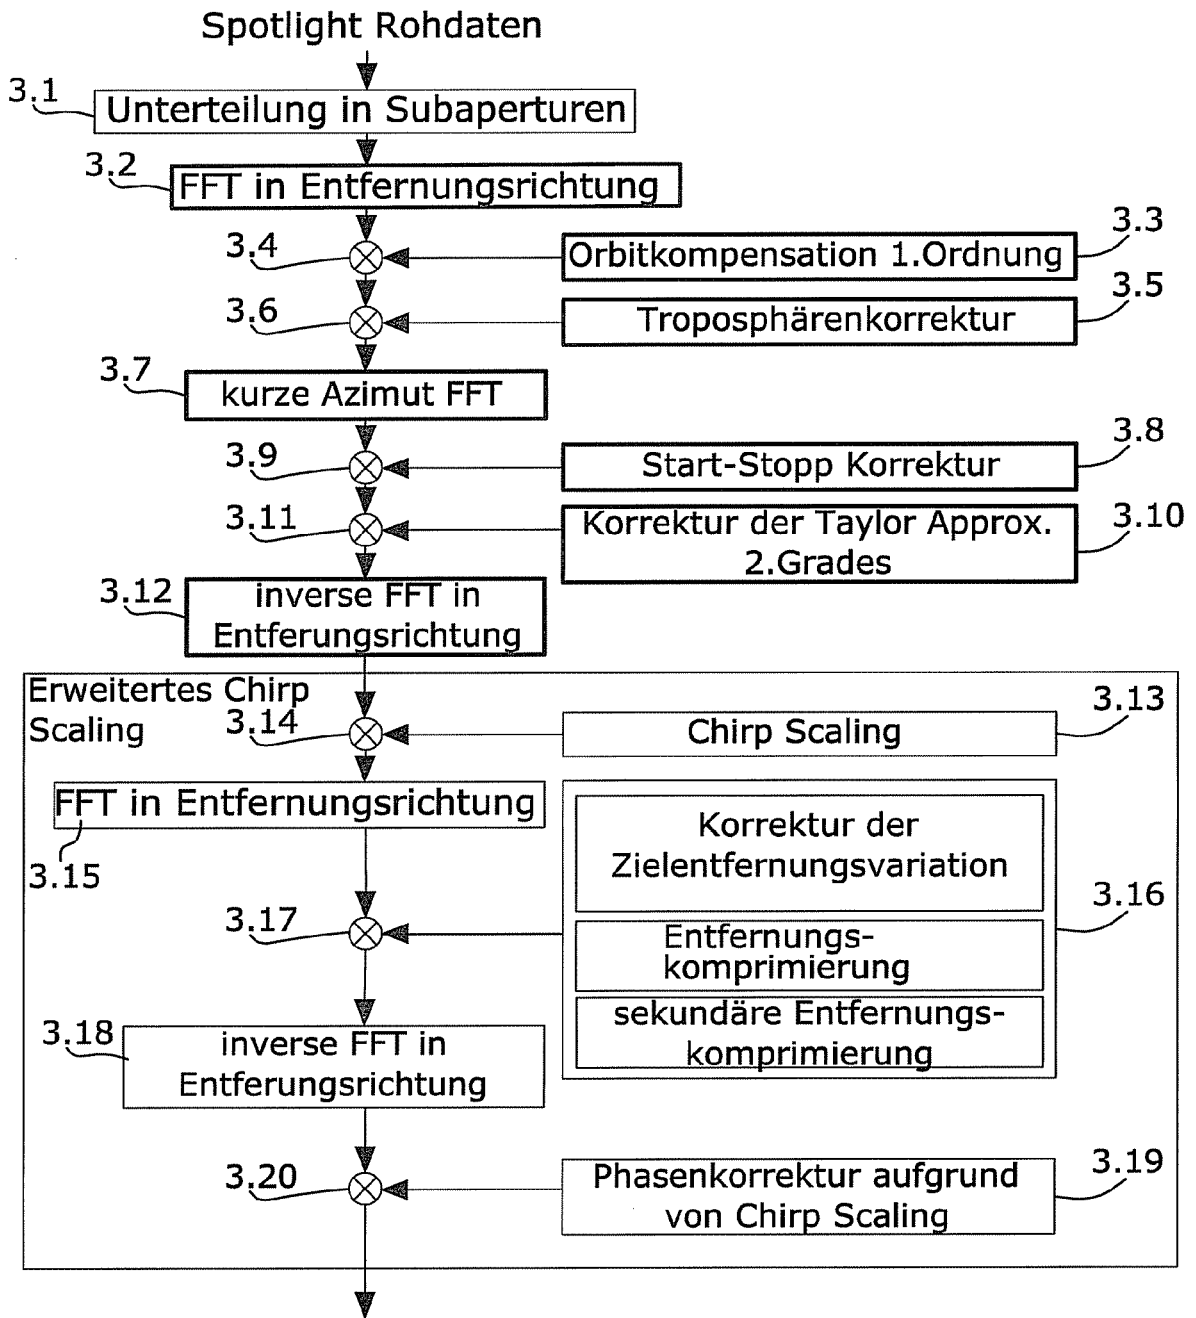 Spotlight Rohdaten
3.1
Unterteilung in Subaperturen
3.2
FFT in Entfernungsrichtung
3.3
3.4
Orbitkompensation 1.Ordnung
3.5
3.6
Troposphärenkorrektur
3.7
kurze Azimut FFT
3.8
3.9
Start-Stopp Korrektur
3.10
3.11
Korrektur der Taylor Approx.
2.Grades
3.12
inverse FFT in
Entferungsrichtung
Erweitertes Chirp
Scaling
3.13
3.14
Chirp Scaling
FFT in Entfernungsrichtung
3.15
Korrektur der
Zielentfernungsvariation
3.16
3.17
Entfernungs-
komprimierung
sekundäre Entfernungs-
komprimierung
3.18
inverse FFT in
Entferungsrichtung
3.19
3.20
Phasenkorrektur aufgrund
von Chirp Scaling